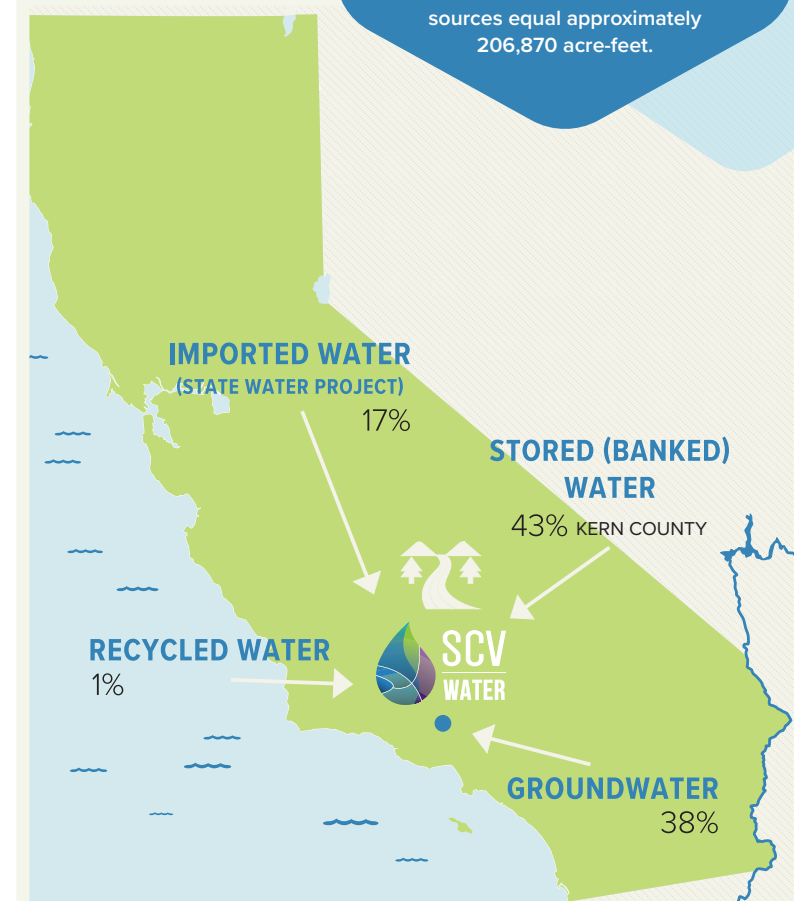 sources equal approximately
206,870 acre-feet.
IMPORTED WATER
(STATE WATER PROJECT)
17%
STORED (BANKED)
WATER
43% KERN COUNTY
SCV
WATER
RECYCLED WATER
1%
GROUNDWATER
38%